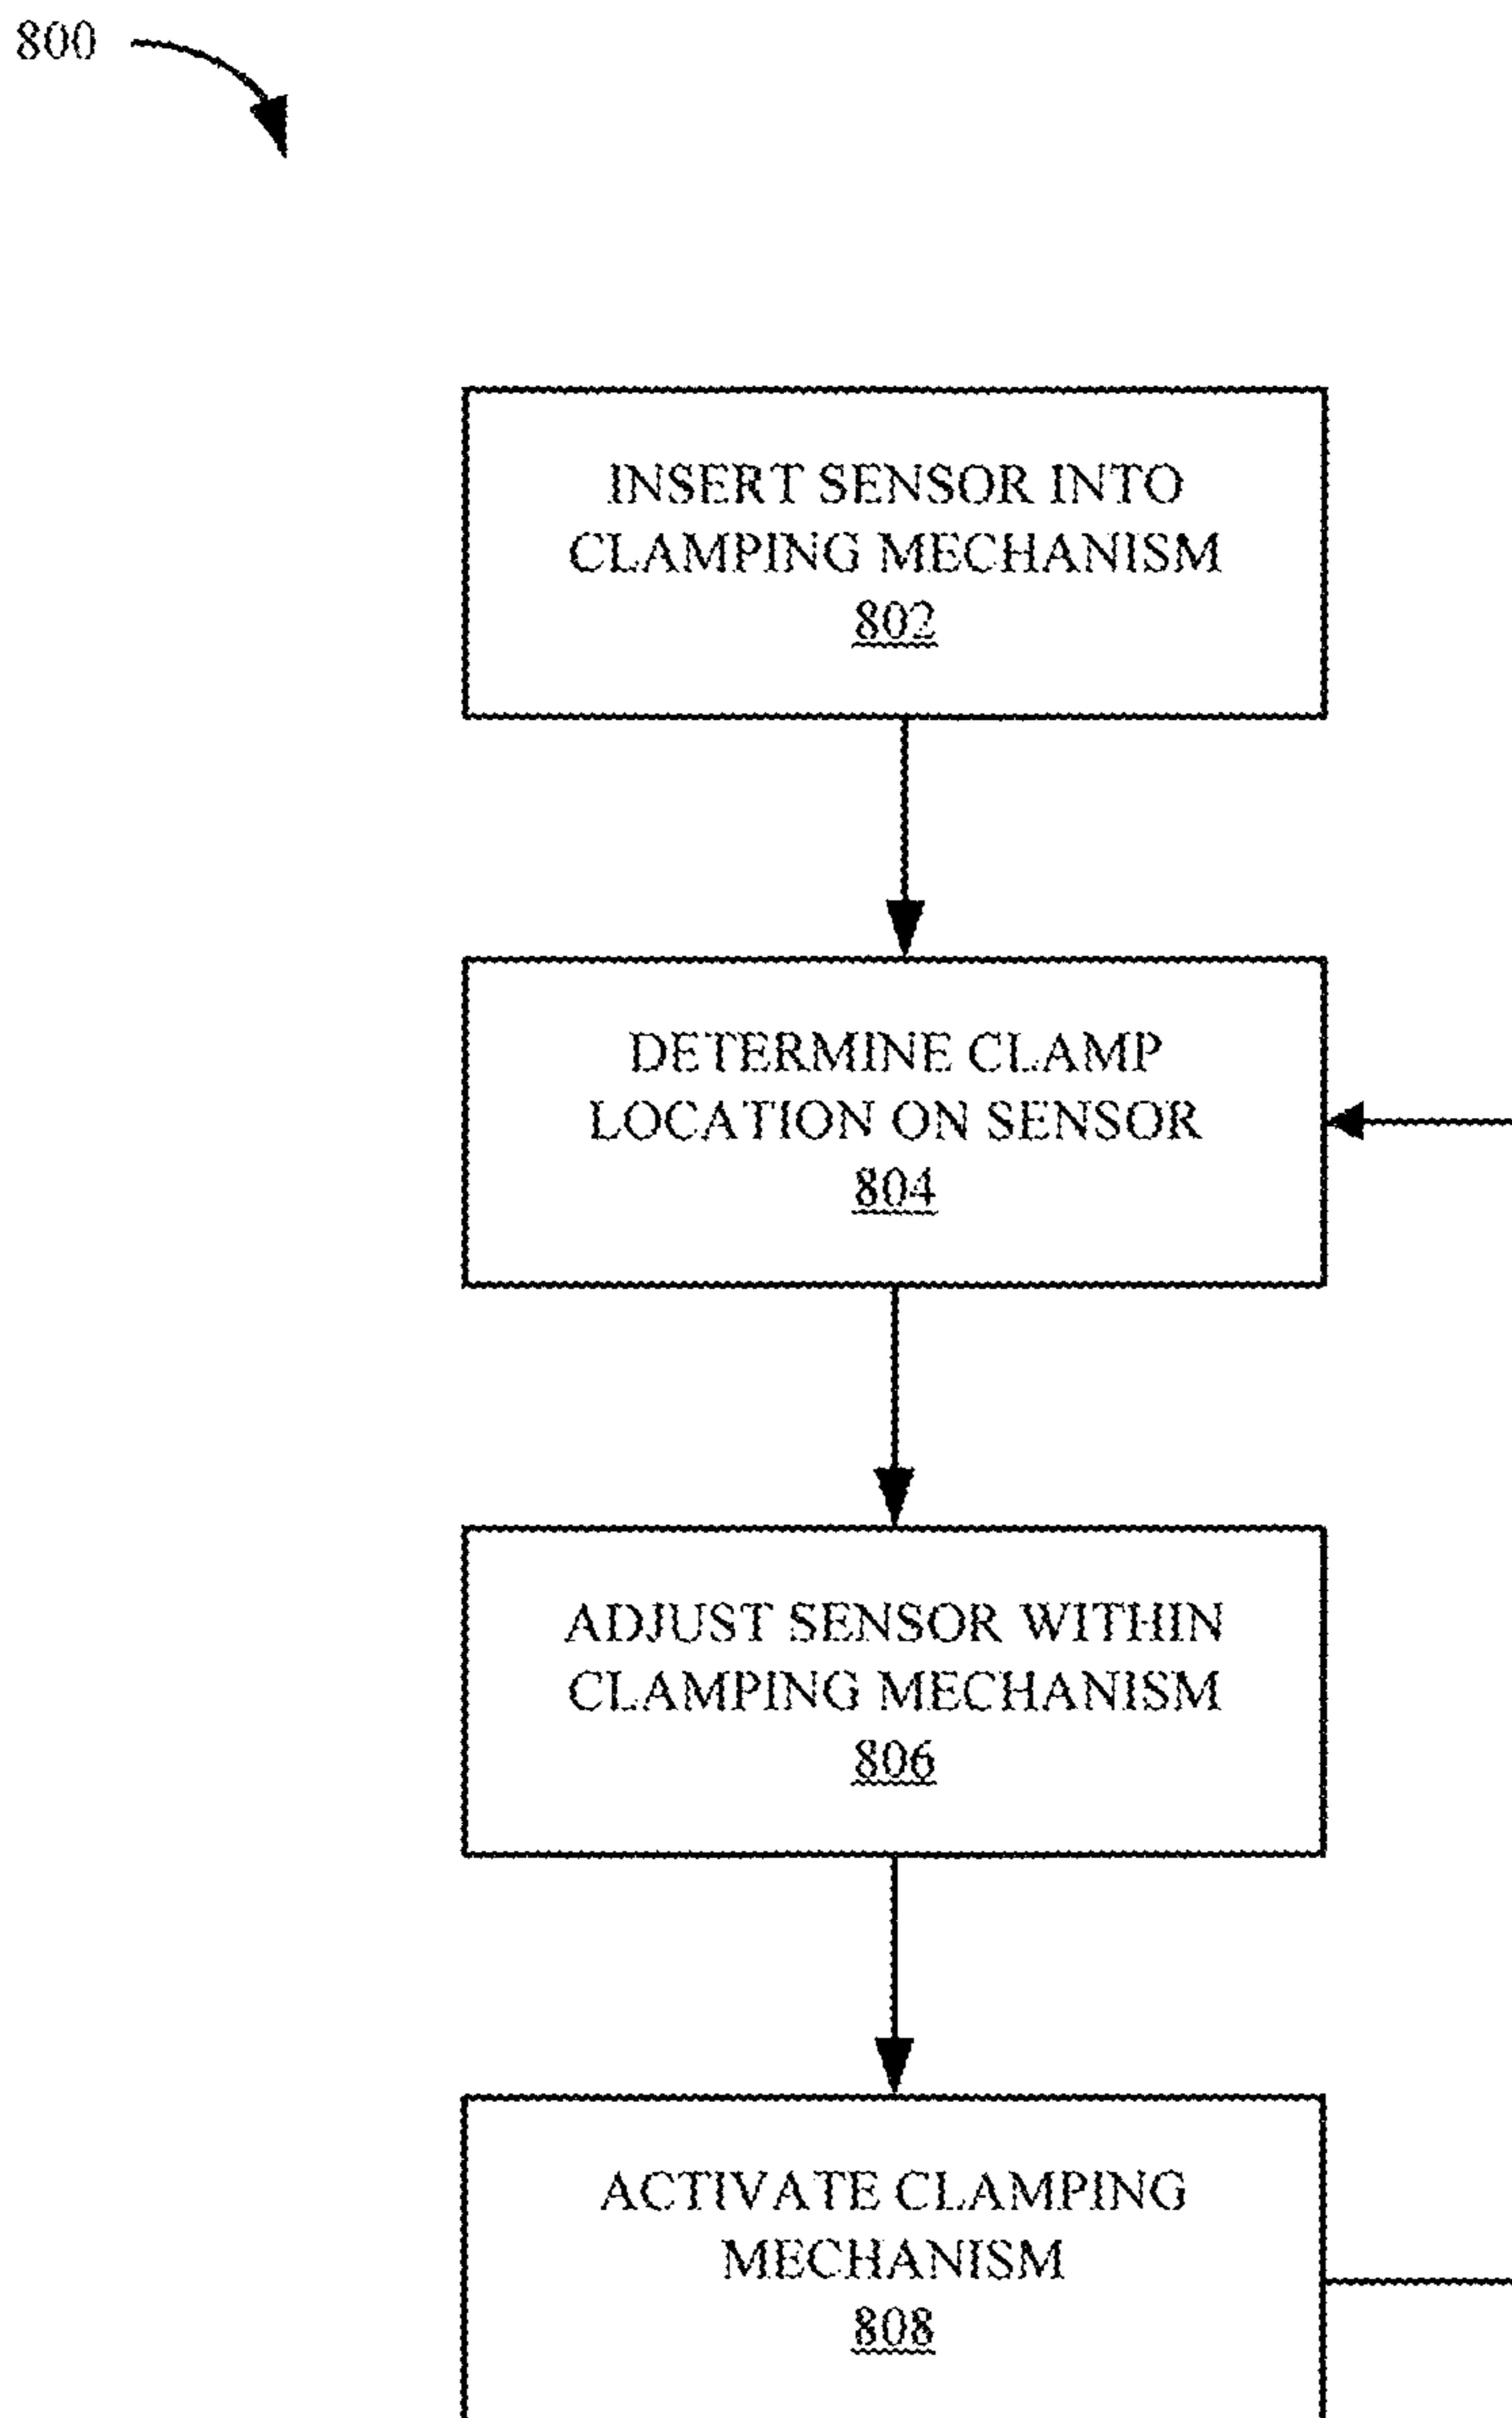 800
INSERT SENSOR INTO
CLAMPING MECHANISM
802
DETERMINE CLAMP
LOCATION ON SENSOR
804
ADJUST SENSOR WITHIN
CLAMPING MECHANISM
806
ACTIVATE CLAMPING
MECHANISM
808